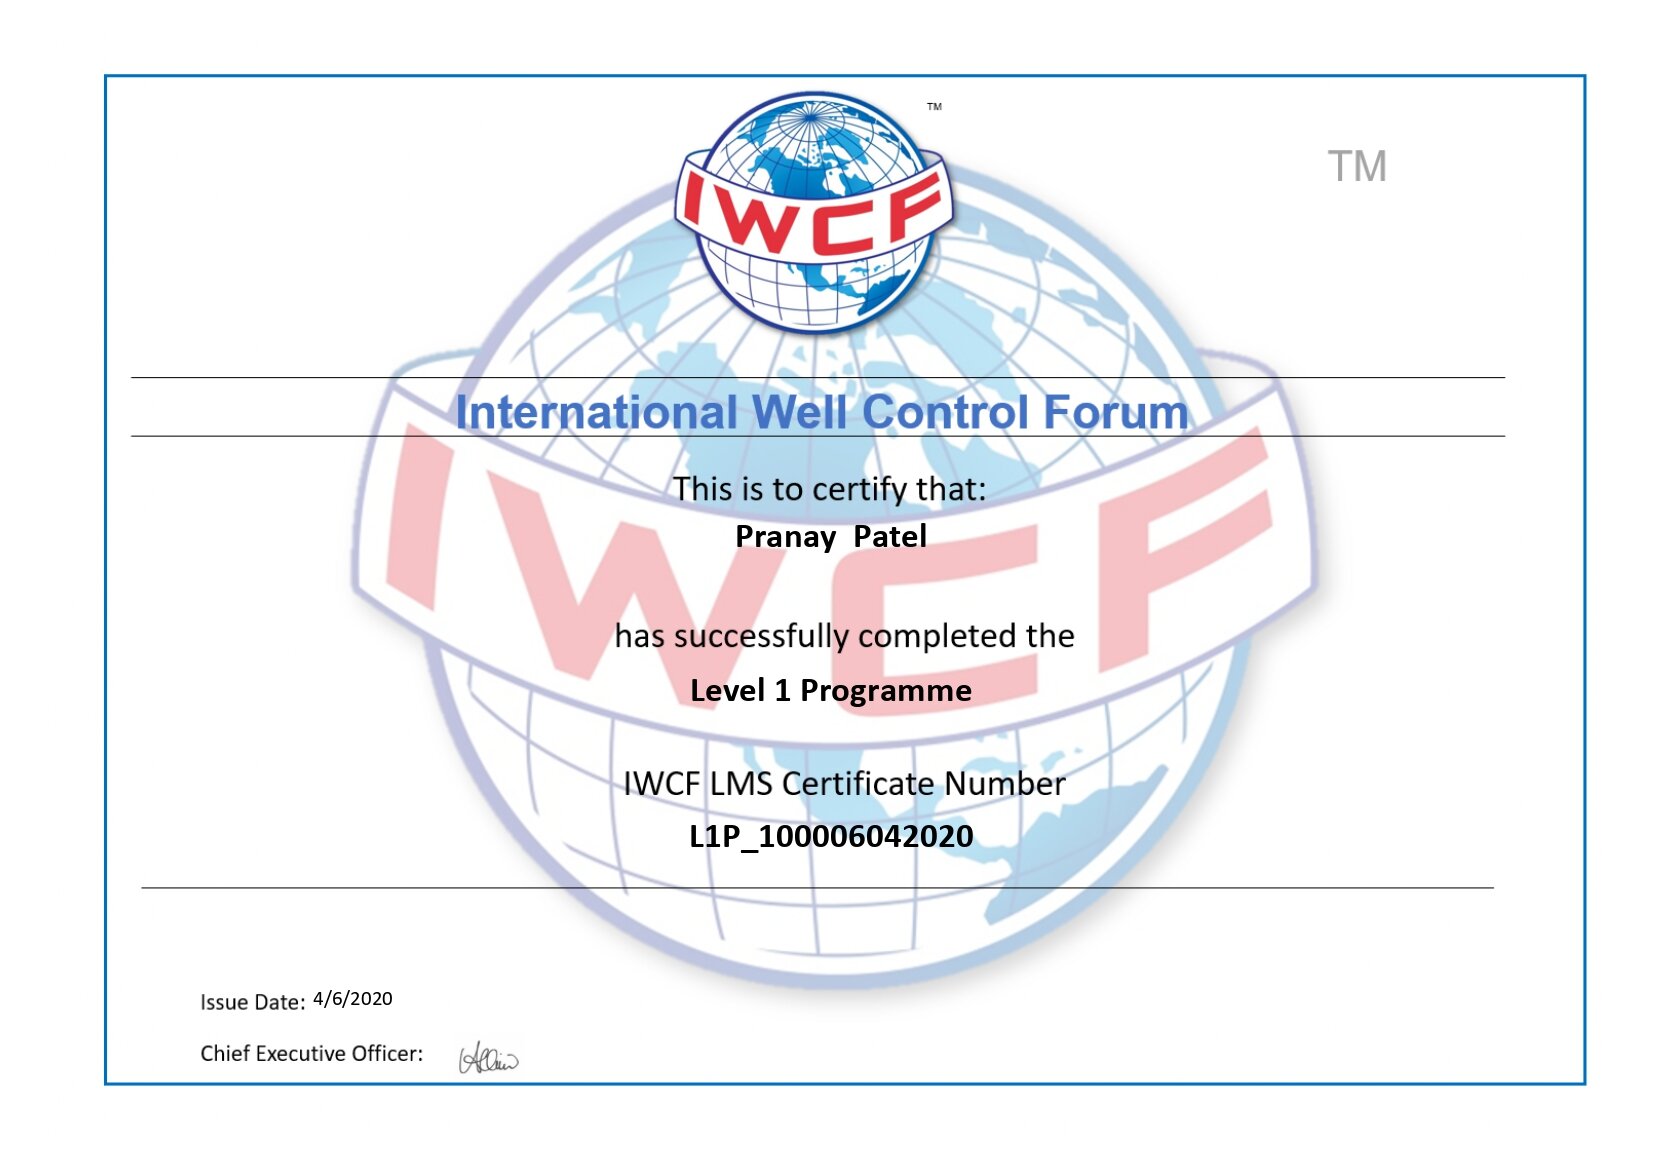 TM
IWCF
TM
International Well Control Forum
This is to certify that:
Pranay Patel
IWCF
has successfully completed the
Level 1 Programme
IWCF LMS Certificate Number
L1P_100006042020
Issue Date: 4/6/2020
Chief Executive Officer: